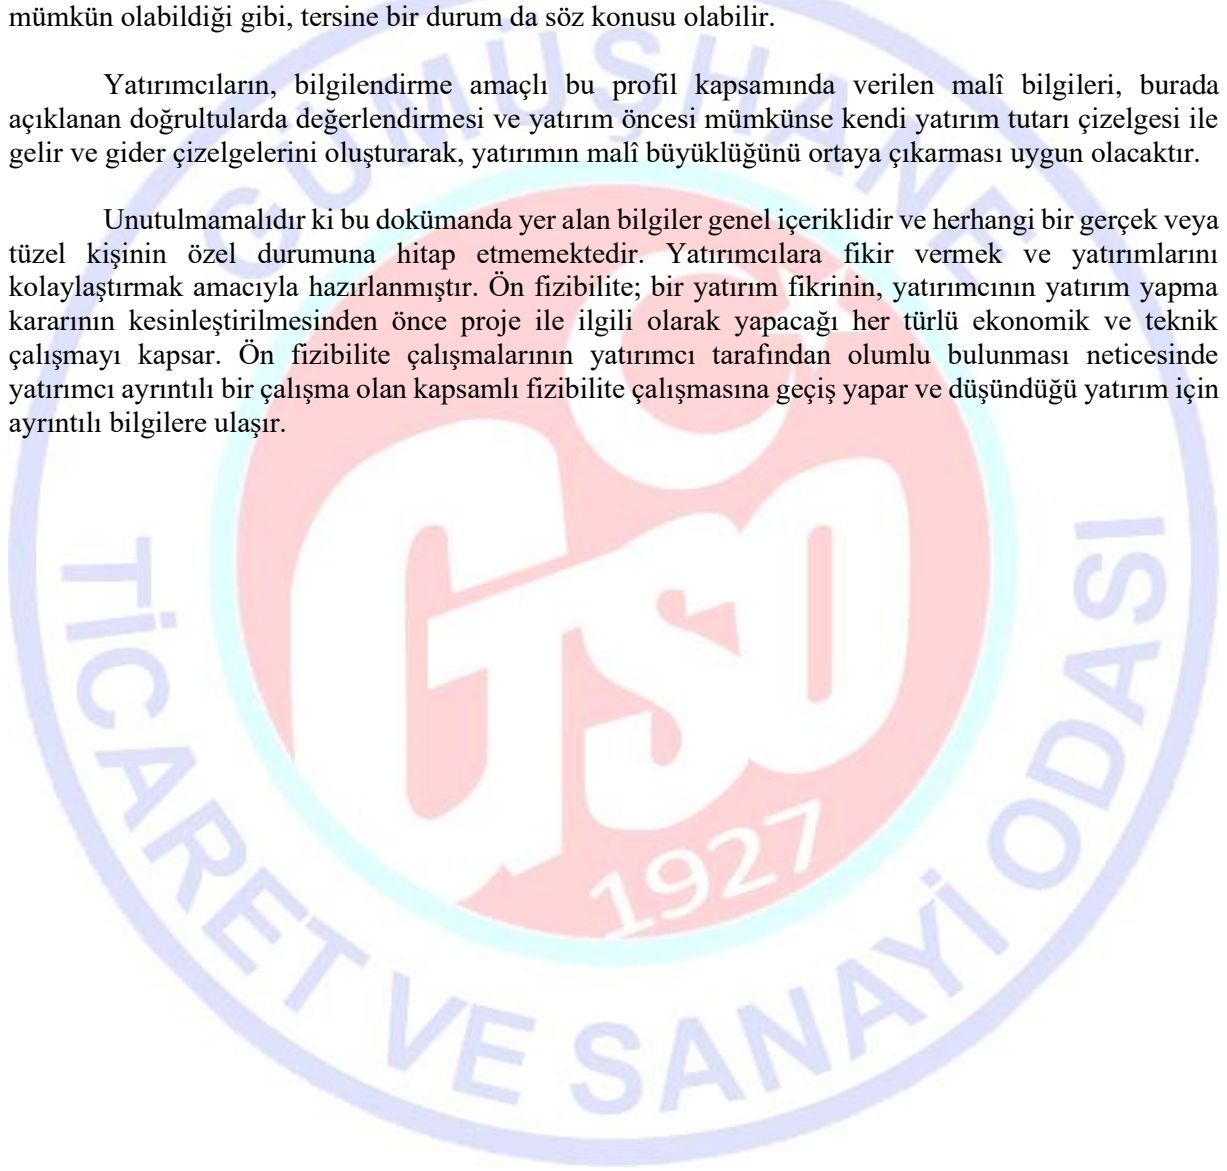 mümkün olabildiği gibi, tersine bir durum da söz konusu olabilir.
Yatırımcıların, bilgilendirme amaçlı bu profil kapsamında verilen malî bilgileri, burada
açıklanan doğrultularda değerlendirmesi ve yatırım öncesi mümkünse kendi yatırım tutarı çizelgesi ile
gelir ve gider çizelgelerini oluşturarak, yatırımın malî büyüklüğünü ortaya çıkarması uygun olacaktır.
Unutulmamalıdır ki bu dokümanda yer alan bilgiler genel içeriklidir ve herhangi bir gerçek veya
tüzel kişinin özel durumuna hitap etmemektedir. Yatırımcılara fikir vermek ve yatırımlarını
kolaylaştırmak amacıyla hazırlanmıştır. Ön fizibilite; bir yatırım fikrinin, yatırımcının yatırım yapma
kararının kesinleştirilmesinden önce proje ile ilgili olarak yapacağı her türlü ekonomik ve teknik
çalışmayı kapsar. Ön fizibilite çalışmalarının yatırımcı tarafından olumlu bulunması neticesinde
yatırımcı ayrıntılı bir çalışma olan kapsamlı fizibilite çalışmasına geçiş yapar ve düşündüğü yatırım için
ayrıntılı bilgilere ulaşır.
GÜMÜŞHANE
TİCARET VE SANAYİ ODASI
GSO
1927